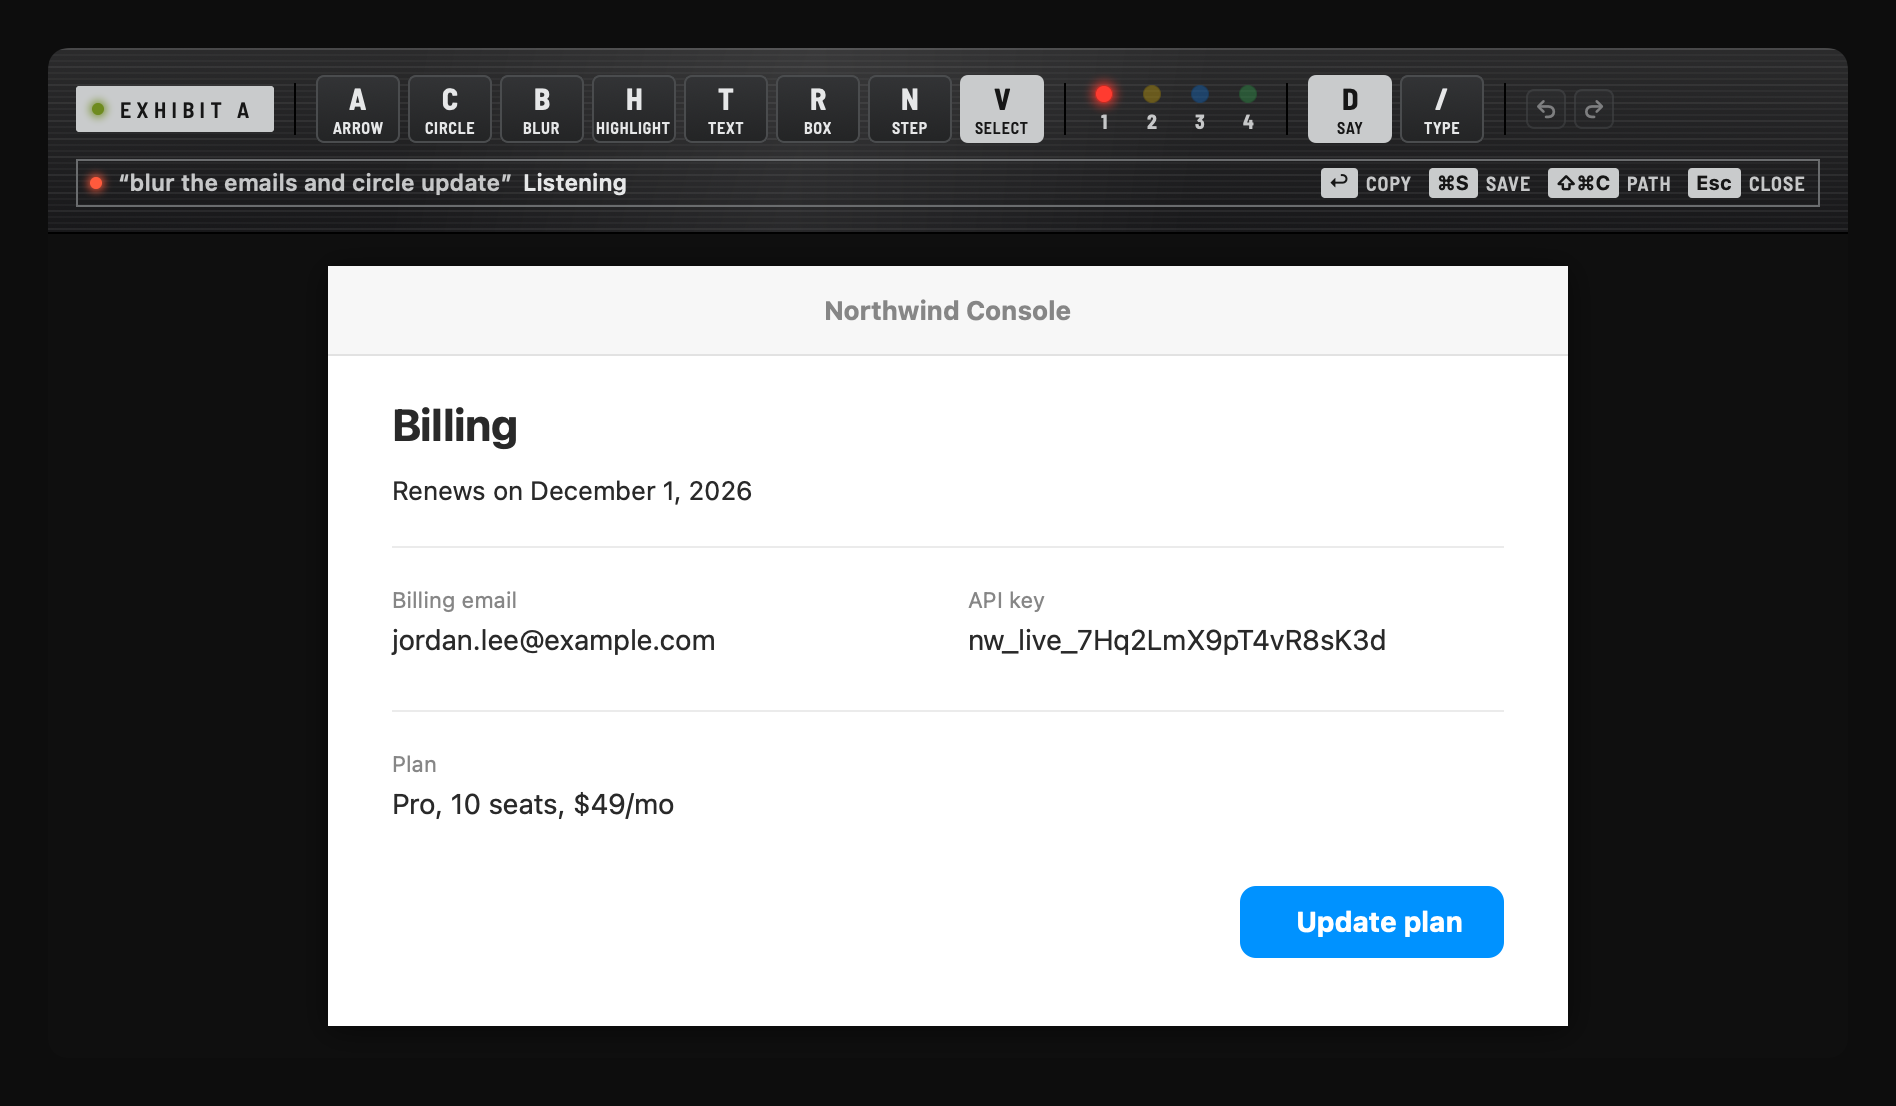 EXHIBIT A
A ARROW
C CIRCLE
B BLUR
H HIGHLIGHT
T TEXT
R BOX
N STEP
V SELECT
1 2 3 4
D SAY
/ TYPE
“blur the emails and circle update” Listening
↩ COPY ⌘S SAVE ⇧⌘C PATH Esc CLOSE
Northwind Console
Billing
Renews on December 1, 2026
Billing email
jordan.lee@example.com
API key
nw_live_7Hq2LmX9pT4vR8sK3d
Plan
Pro, 10 seats, $49/mo
Update plan